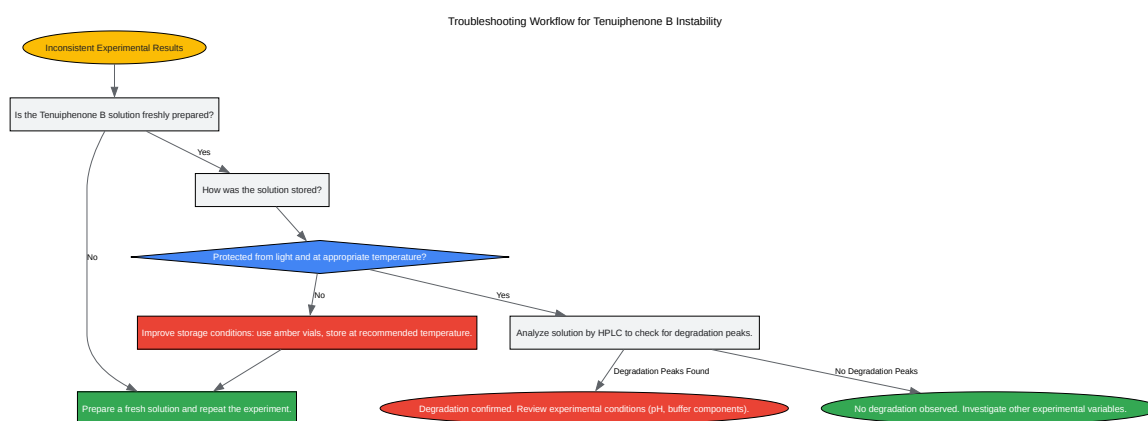 Troubleshooting Workflow for Tenuiphenone B Instability
Inconsistent Experimental Results
Is the Tenuiphenone B solution freshly prepared?
Yes
How was the solution stored?
Protected from light and at appropriate temperature?
No
No
Yes
Improve storage conditions: use amber vials, store at recommended temperature.
Analyze solution by HPLC to check for degradation peaks.
Degradation Peaks Found
No Degradation Peaks
Prepare a fresh solution and repeat the experiment.
Degradation confirmed. Review experimental conditions (pH, buffer components).
No degradation observed. Investigate other experimental variables.